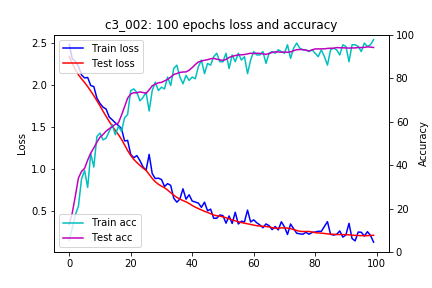 c3_002: 100 epochs loss and accuracy
Train loss
Test loss
Train acc
Test acc
2.5
2.0
1.5
1.0
0.5
Loss
100
80
60
40
20
0
Accuracy
0
20
40
60
80
100